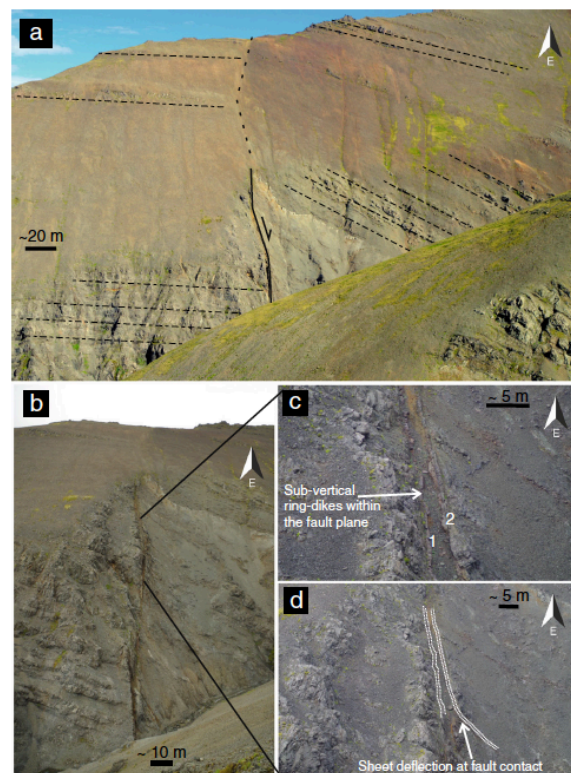 a
E
~20 m
b
E
~ 10 m
c
~ 5 m
E
Sub-vertical
ring-dikes within
the fault plane
2
1
d
~ 5 m
E
Sheet deflection at fault contact